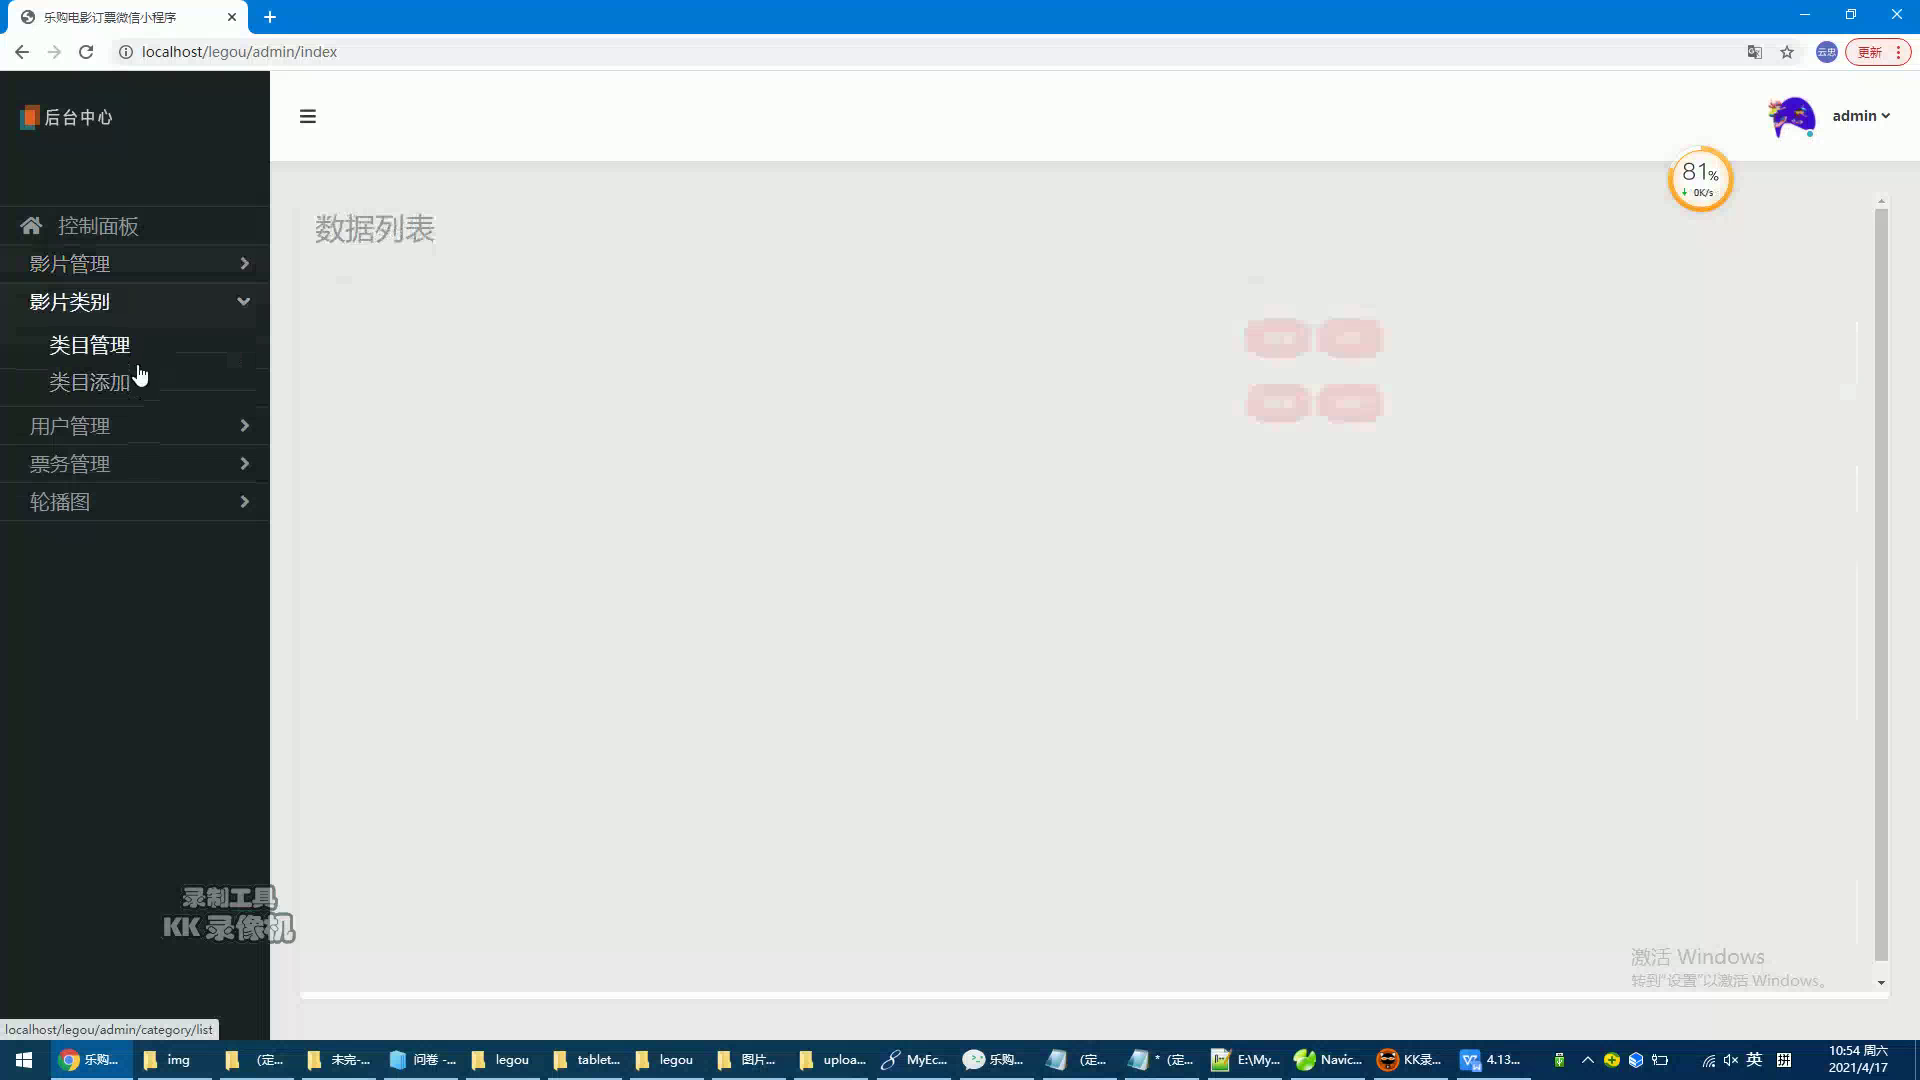 乐购电影订票微信小程序
localhost/legou/admin/index
云忠
更新
后台中心
admin
81%
0K/s
控制面板
数据列表
影片管理
影片类别
类目管理
类目添加
用户管理
票务管理
轮播图
录制工具
KK 录像机
激活 Windows
转到"设置"以激活 Windows。
localhost/legou/admin/category/list
乐购... img (定... 未完-... 问卷 -... legou tablet... legou 图片... uploa... MyEc... 乐购... (定... * (定... E:\My... Navic... KK录... 4.13... 英 拼
10:54 周六
2021/4/17